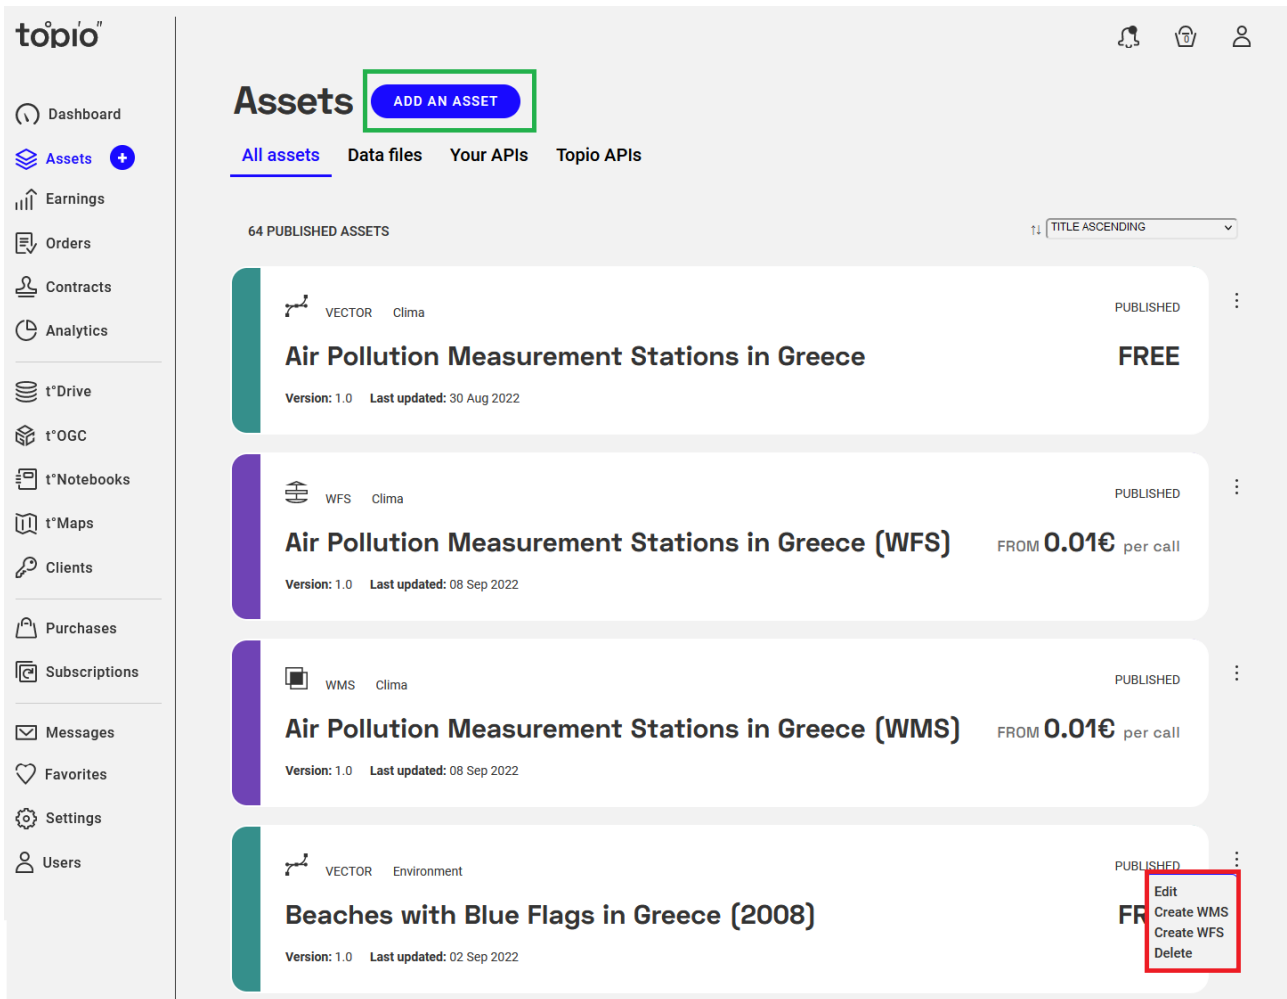 topio
Dashboard
Assets
Earnings
Orders
Contracts
Analytics
t°Drive
t°OGC
t°Notebooks
t°Maps
Clients
Purchases
Subscriptions
Messages
Favorites
Settings
Users
0
Assets ADD AN ASSET
All assets Data files Your APIs Topio APIs
64 PUBLISHED ASSETS
TITLE ASCENDING
VECTOR Clima PUBLISHED
Air Pollution Measurement Stations in Greece FREE
Version: 1.0 Last updated: 30 Aug 2022
WFS Clima PUBLISHED
Air Pollution Measurement Stations in Greece (WFS) FROM 0.01€ per call
Version: 1.0 Last updated: 08 Sep 2022
WMS Clima PUBLISHED
Air Pollution Measurement Stations in Greece (WMS) FROM 0.01€ per call
Version: 1.0 Last updated: 08 Sep 2022
VECTOR Environment PUBLISHED
Beaches with Blue Flags in Greece (2008) FR
Version: 1.0 Last updated: 02 Sep 2022
Edit
Create WMS
Create WFS
Delete